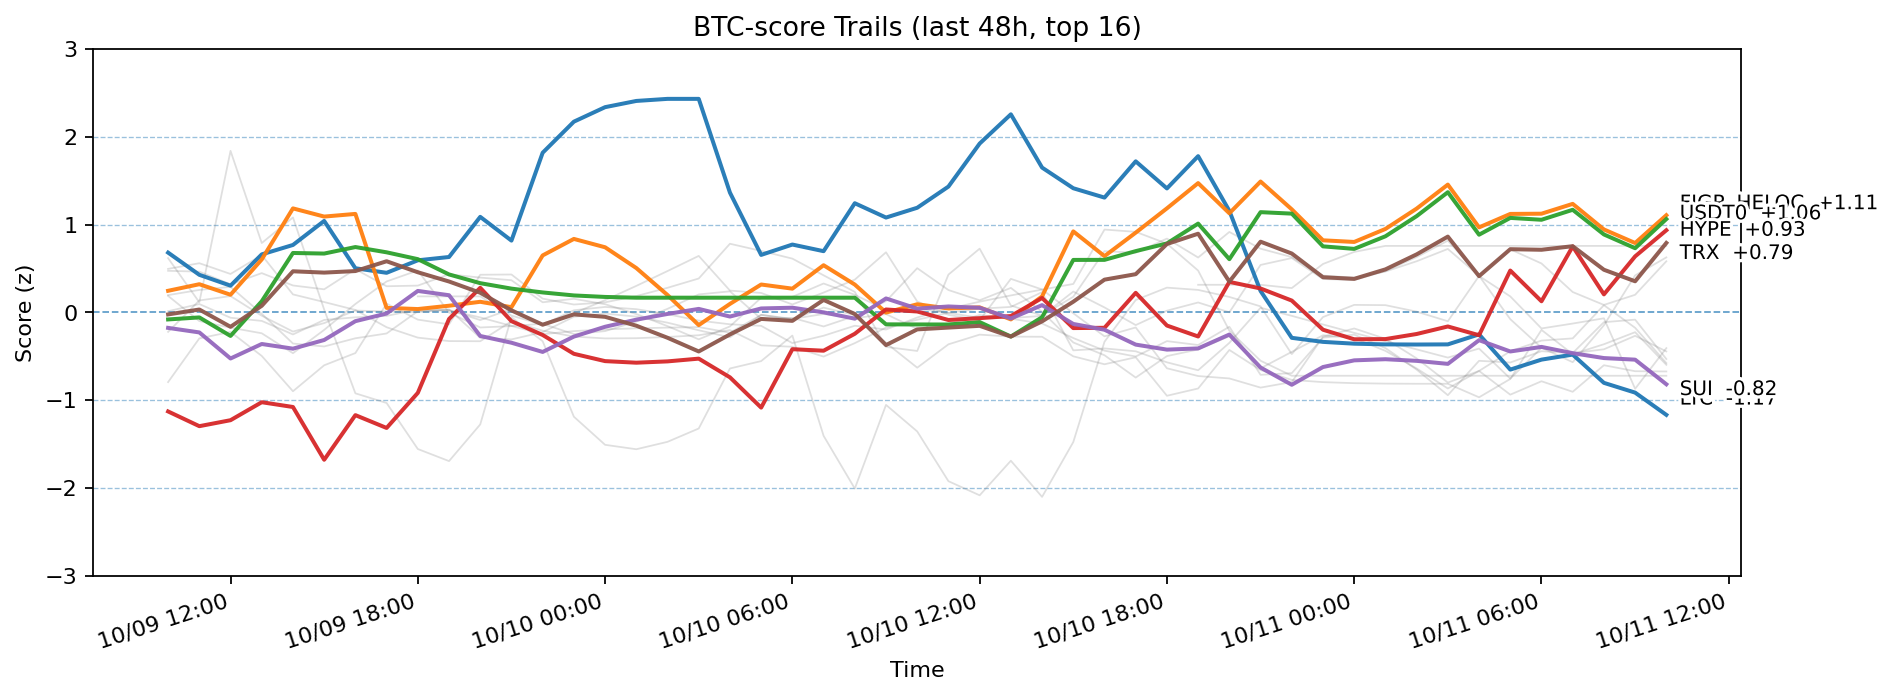 BTC-score Trails (last 48h, top 16)
Score (z)
3
2
1
0
−1
−2
−3
FIGR_HELOC +1.11
USDT0 +1.06
HYPE +0.93
TRX +0.79
SUI -0.82
LTC -1.17
10/09 12:00
10/09 18:00
10/10 00:00
10/10 06:00
10/10 12:00
10/10 18:00
10/11 00:00
10/11 06:00
10/11 12:00
Time